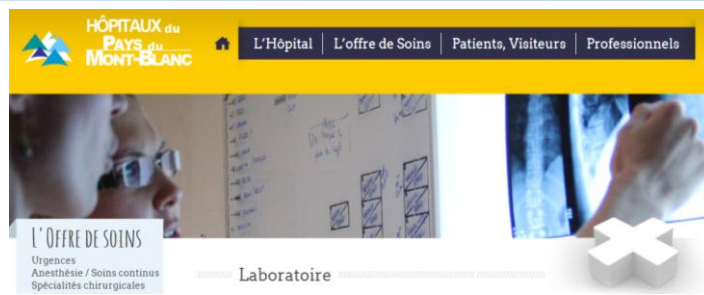 HÔPITAUX du
PAYS du
MONT-BLANC
L'Hôpital
L'offre de Soins
Patients, Visiteurs
Professionnels
L'OFFRE DE SOINS
Urgences
Anesthésie / Soins continus
Spécialités chirurgicales
Laboratoire